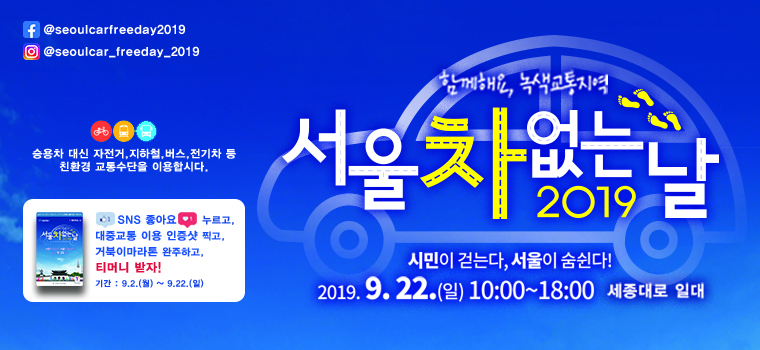 @seoulcarfreeday2019
@seoulcar_freeday_2019
함께해요, 녹색교통지역
서울 차 없는 날
2019
승용차 대신 자전거,지하철,버스,전기차 등
친환경 교통수단을 이용합시다.
SNS 좋아요 누르고,
대중교통 이용 인증샷 찍고,
거북이마라톤 완주하고,
티머니 받자!
기간 : 9.2.(월) ~ 9.22.(일)
시민이 걷는다, 서울이 숨쉰다!
2019. 9. 22.(일) 10:00~18:00 세종대로 일대